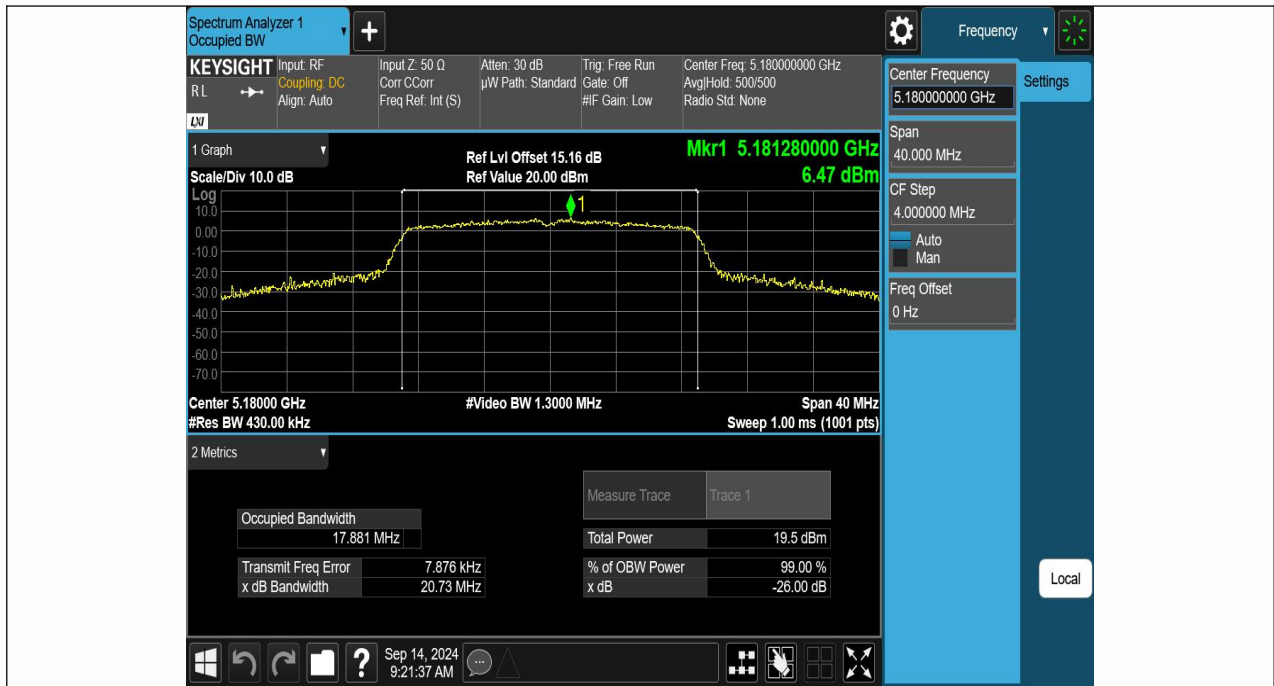 Spectrum Analyzer 1
Occupied BW
+
Frequency
KEYSIGHT
RL
LXI
Input: RF
Coupling: DC
Align: Auto
Input Z: 50 Ω
Corr CCorr
Freq Ref: Int (S)
Atten: 30 dB
µW Path: Standard
Trig: Free Run
Gate: Off
#IF Gain: Low
Center Freq: 5.180000000 GHz
Avg|Hold: 500/500
Radio Std: None
Center Frequency
5.180000000 GHz
Settings
Span
40.000 MHz
CF Step
4.000000 MHz
Auto
Man
Freq Offset
0 Hz
Local
1 Graph
Scale/Div 10.0 dB
Ref Lvl Offset 15.16 dB
Ref Value 20.00 dBm
Mkr1 5.181280000 GHz
6.47 dBm
Log
10.0
0.00
-10.0
-20.0
-30.0
-40.0
-50.0
-60.0
-70.0
1
Center 5.18000 GHz
#Res BW 430.00 kHz
#Video BW 1.3000 MHz
Span 40 MHz
Sweep 1.00 ms (1001 pts)
2 Metrics
Measure Trace Trace 1
Occupied Bandwidth
17.881 MHz
Total Power 19.5 dBm
Transmit Freq Error 7.876 kHz
% of OBW Power 99.00 %
x dB Bandwidth 20.73 MHz
x dB -26.00 dB
?
Sep 14, 2024
9:21:37 AM